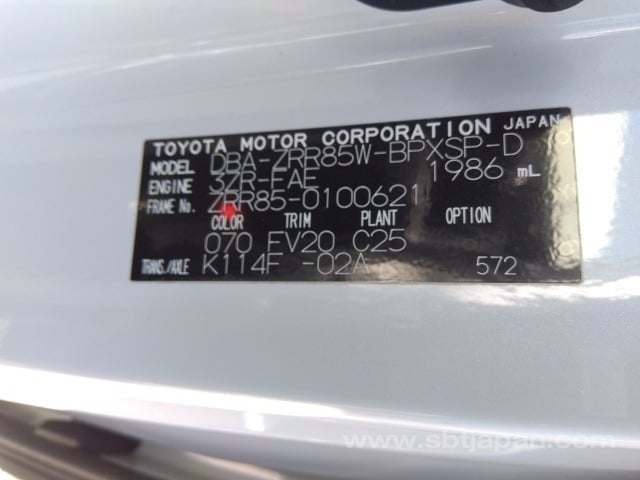 TOYOTA MOTOR CORPORATION JAPAN
MODEL DBA-ZRR85W-BPXSP-D
ENGINE 3ZR-FAE 1986 mL
FRAME No. ZRR85-0100621
COLOR TRIM PLANT OPTION
070 FV20 C25
TRANS./AXLE K114F -02A 572
www.sbtjapan.com